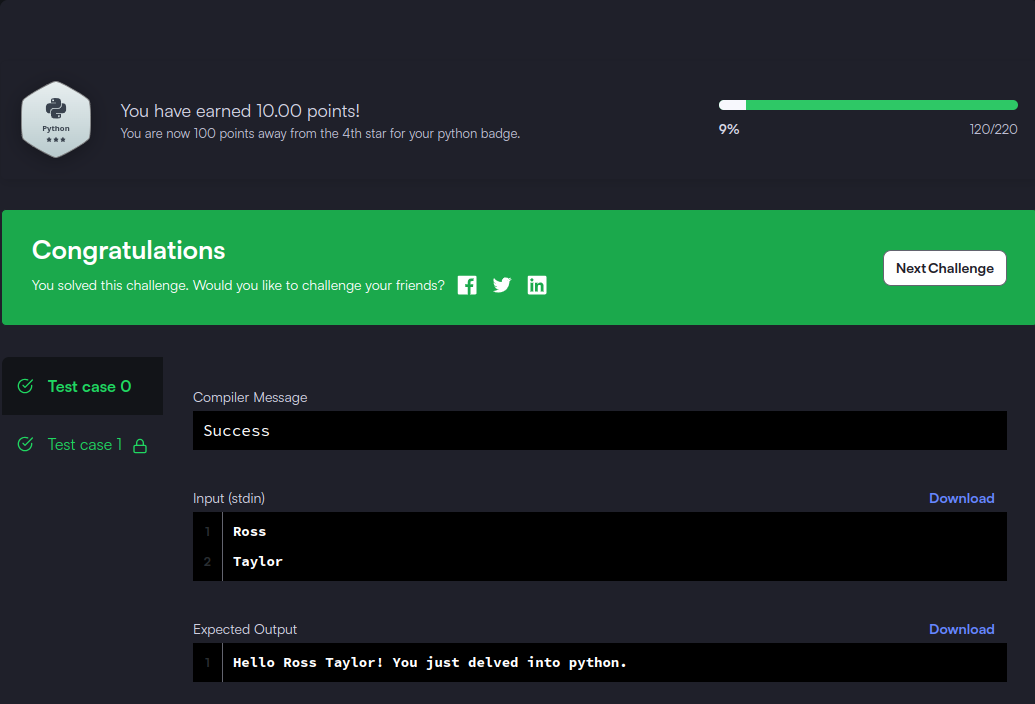 Python
You have earned 10.00 points!
You are now 100 points away from the 4th star for your python badge.
9%
120/220
Congratulations
You solved this challenge. Would you like to challenge your friends?
Next Challenge
Test case 0
Test case 1
Compiler Message
Success
Input (stdin)
Download
1 Ross
2 Taylor
Expected Output
Download
1 Hello Ross Taylor! You just delved into python.